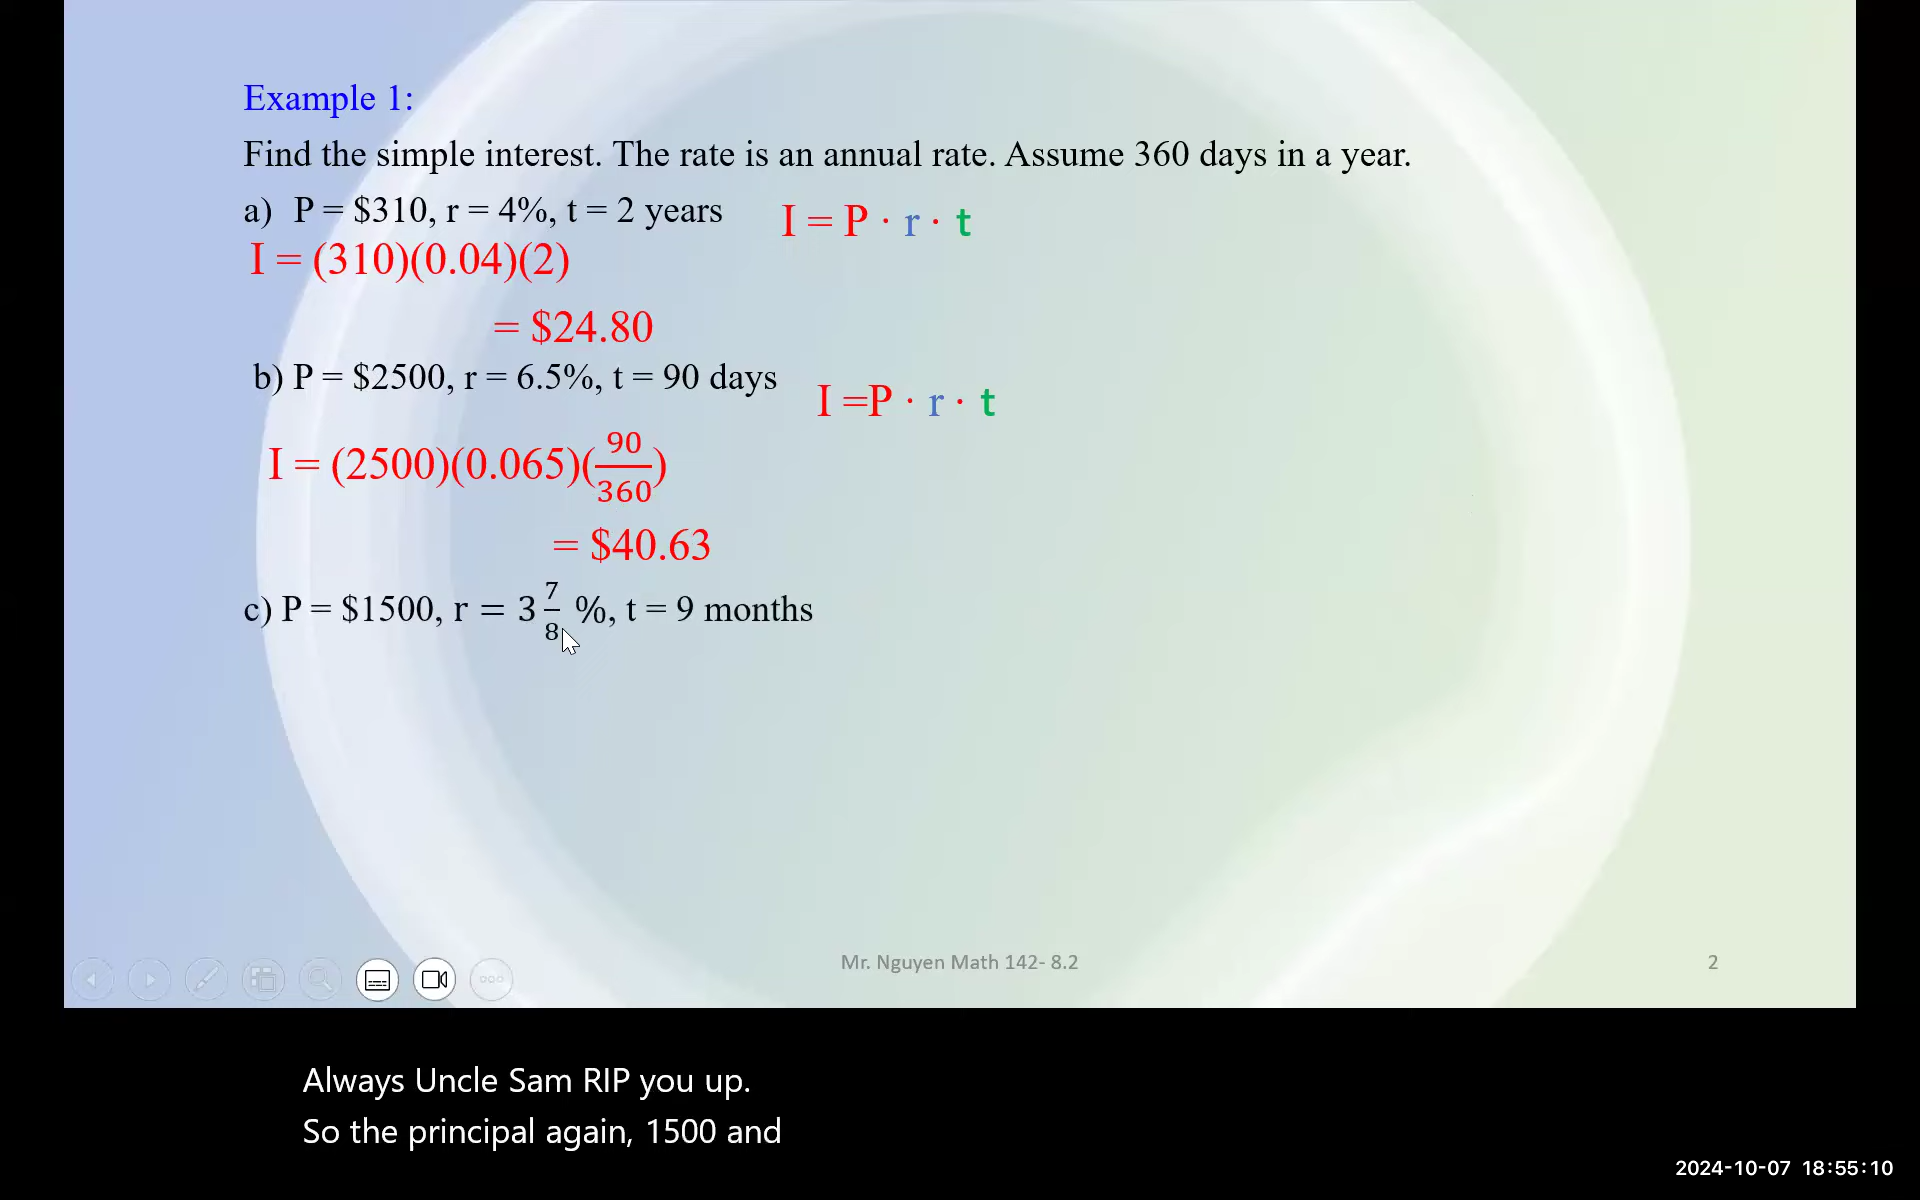 Example 1:
Find the simple interest. The rate is an annual rate. Assume 360 days in a year.
a) P = $310, r = 4%, t = 2 years
I = P · r · t
I = (310)(0.04)(2)
= $24.80
b) P = $2500, r = 6.5%, t = 90 days
I =P · r · t
I = (2500)(0.065)(90/360)
= $40.63
c) P = $1500, r = 3 7/8 %, t = 9 months
Mr. Nguyen Math 142- 8.2
2
Always Uncle Sam RIP you up.
So the principal again, 1500 and
2024-10-07 18:55:10